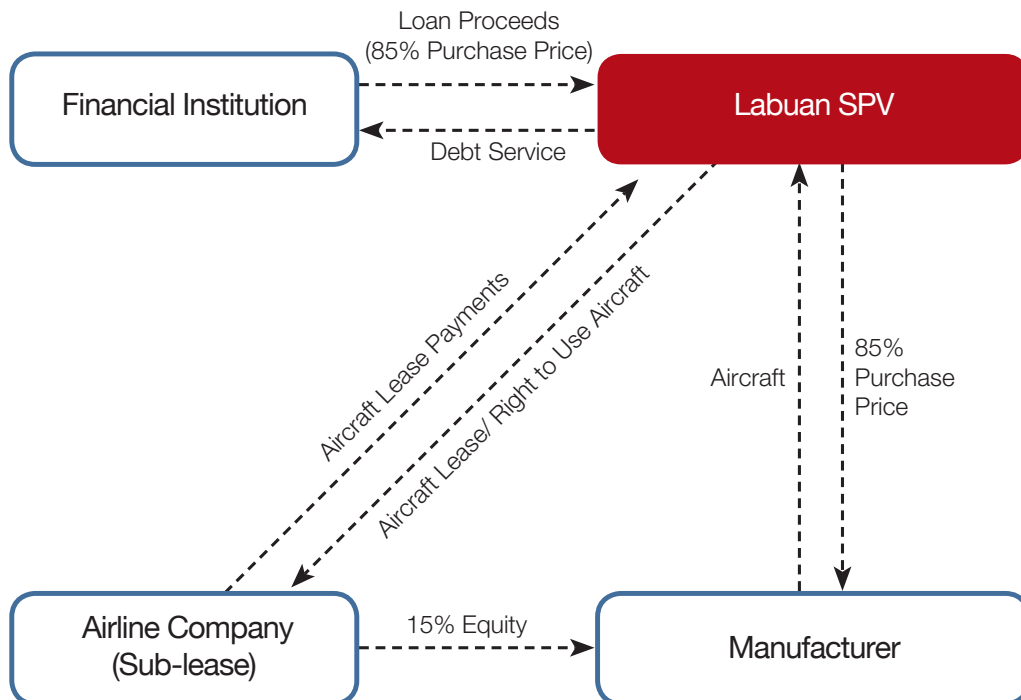 Loan Proceeds
(85% Purchase Price)
Financial Institution
Labuan SPV
Debt Service
Aircraft Lease Payments
Aircraft Lease/ Right to Use Aircraft
Aircraft
85%
Purchase
Price
Airline Company
(Sub-lease)
15% Equity
Manufacturer